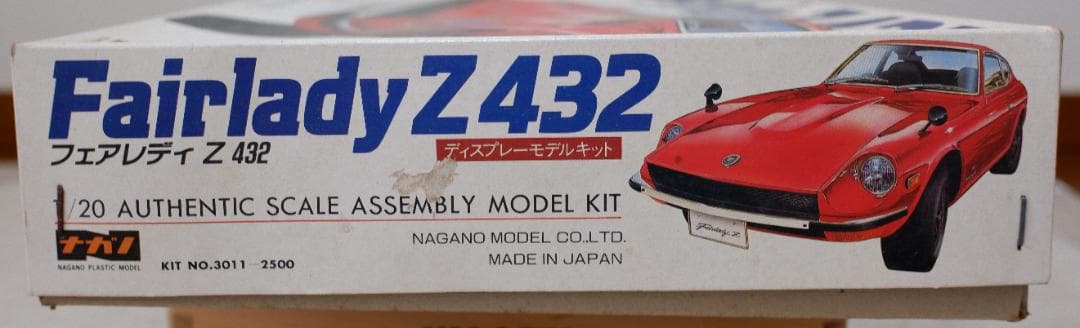 Fairlady Z 432
フェアレディ Z 432
ディスプレーモデルキット
1/20 AUTHENTIC SCALE ASSEMBLY MODEL KIT
ナガノ
NAGANO PLASTIC MODEL
KIT NO.3011-2500
NAGANO MODEL CO.,LTD.
MADE IN JAPAN
Fairlady Z